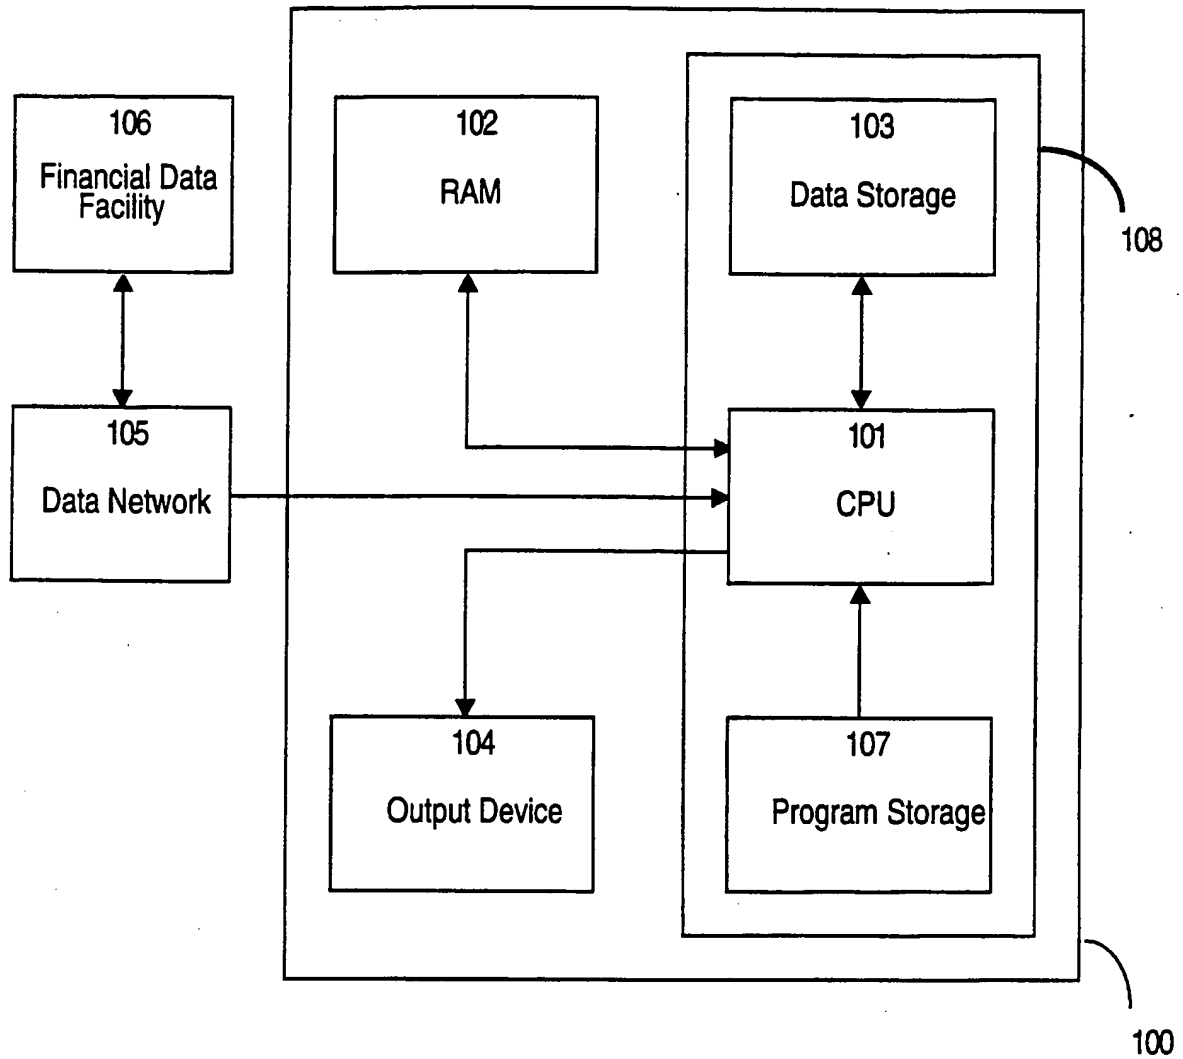 106
Financial Data
Facility
102
RAM
103
Data Storage
108
105
Data Network
101
CPU
104
Output Device
107
Program Storage
100